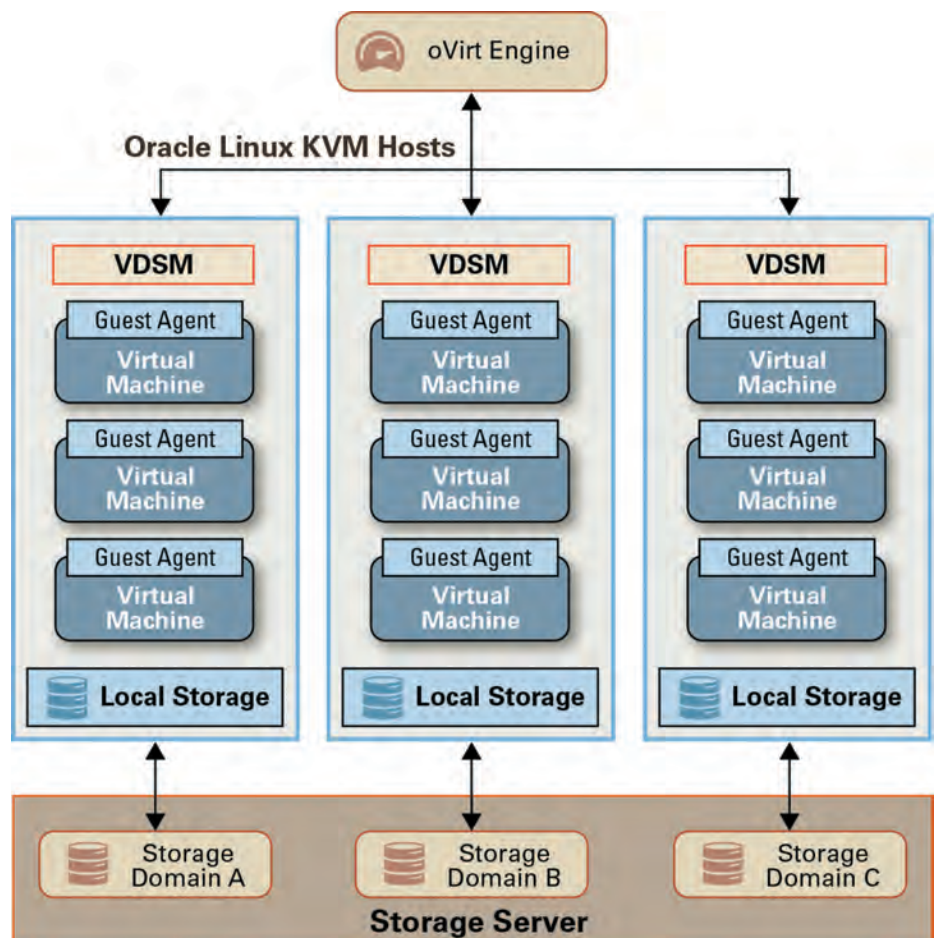 oVirt Engine
Oracle Linux KVM Hosts
VDSM
Guest Agent
Virtual
Machine
Guest Agent
Virtual
Machine
Guest Agent
Virtual
Machine
Local Storage
VDSM
Guest Agent
Virtual
Machine
Guest Agent
Virtual
Machine
Guest Agent
Virtual
Machine
Local Storage
VDSM
Guest Agent
Virtual
Machine
Guest Agent
Virtual
Machine
Guest Agent
Virtual
Machine
Local Storage
Storage
Domain A
Storage
Domain B
Storage
Domain C
Storage Server